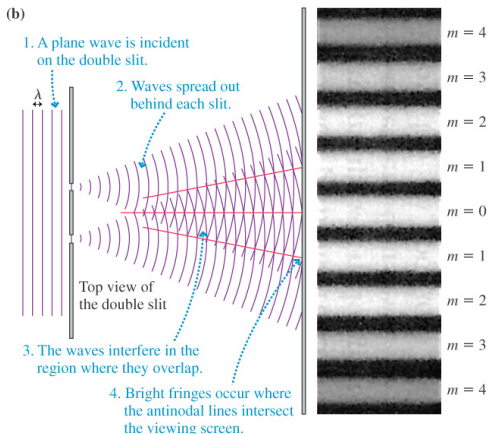 (b)
1. A plane wave is incident
on the double slit.
2. Waves spread out
behind each slit.
λ
Top view of
the double slit
3. The waves interfere in the
region where they overlap.
4. Bright fringes occur where
the antinodal lines intersect
the viewing screen.
m = 4
m = 3
m = 2
m = 1
m = 0
m = 1
m = 2
m = 3
m = 4